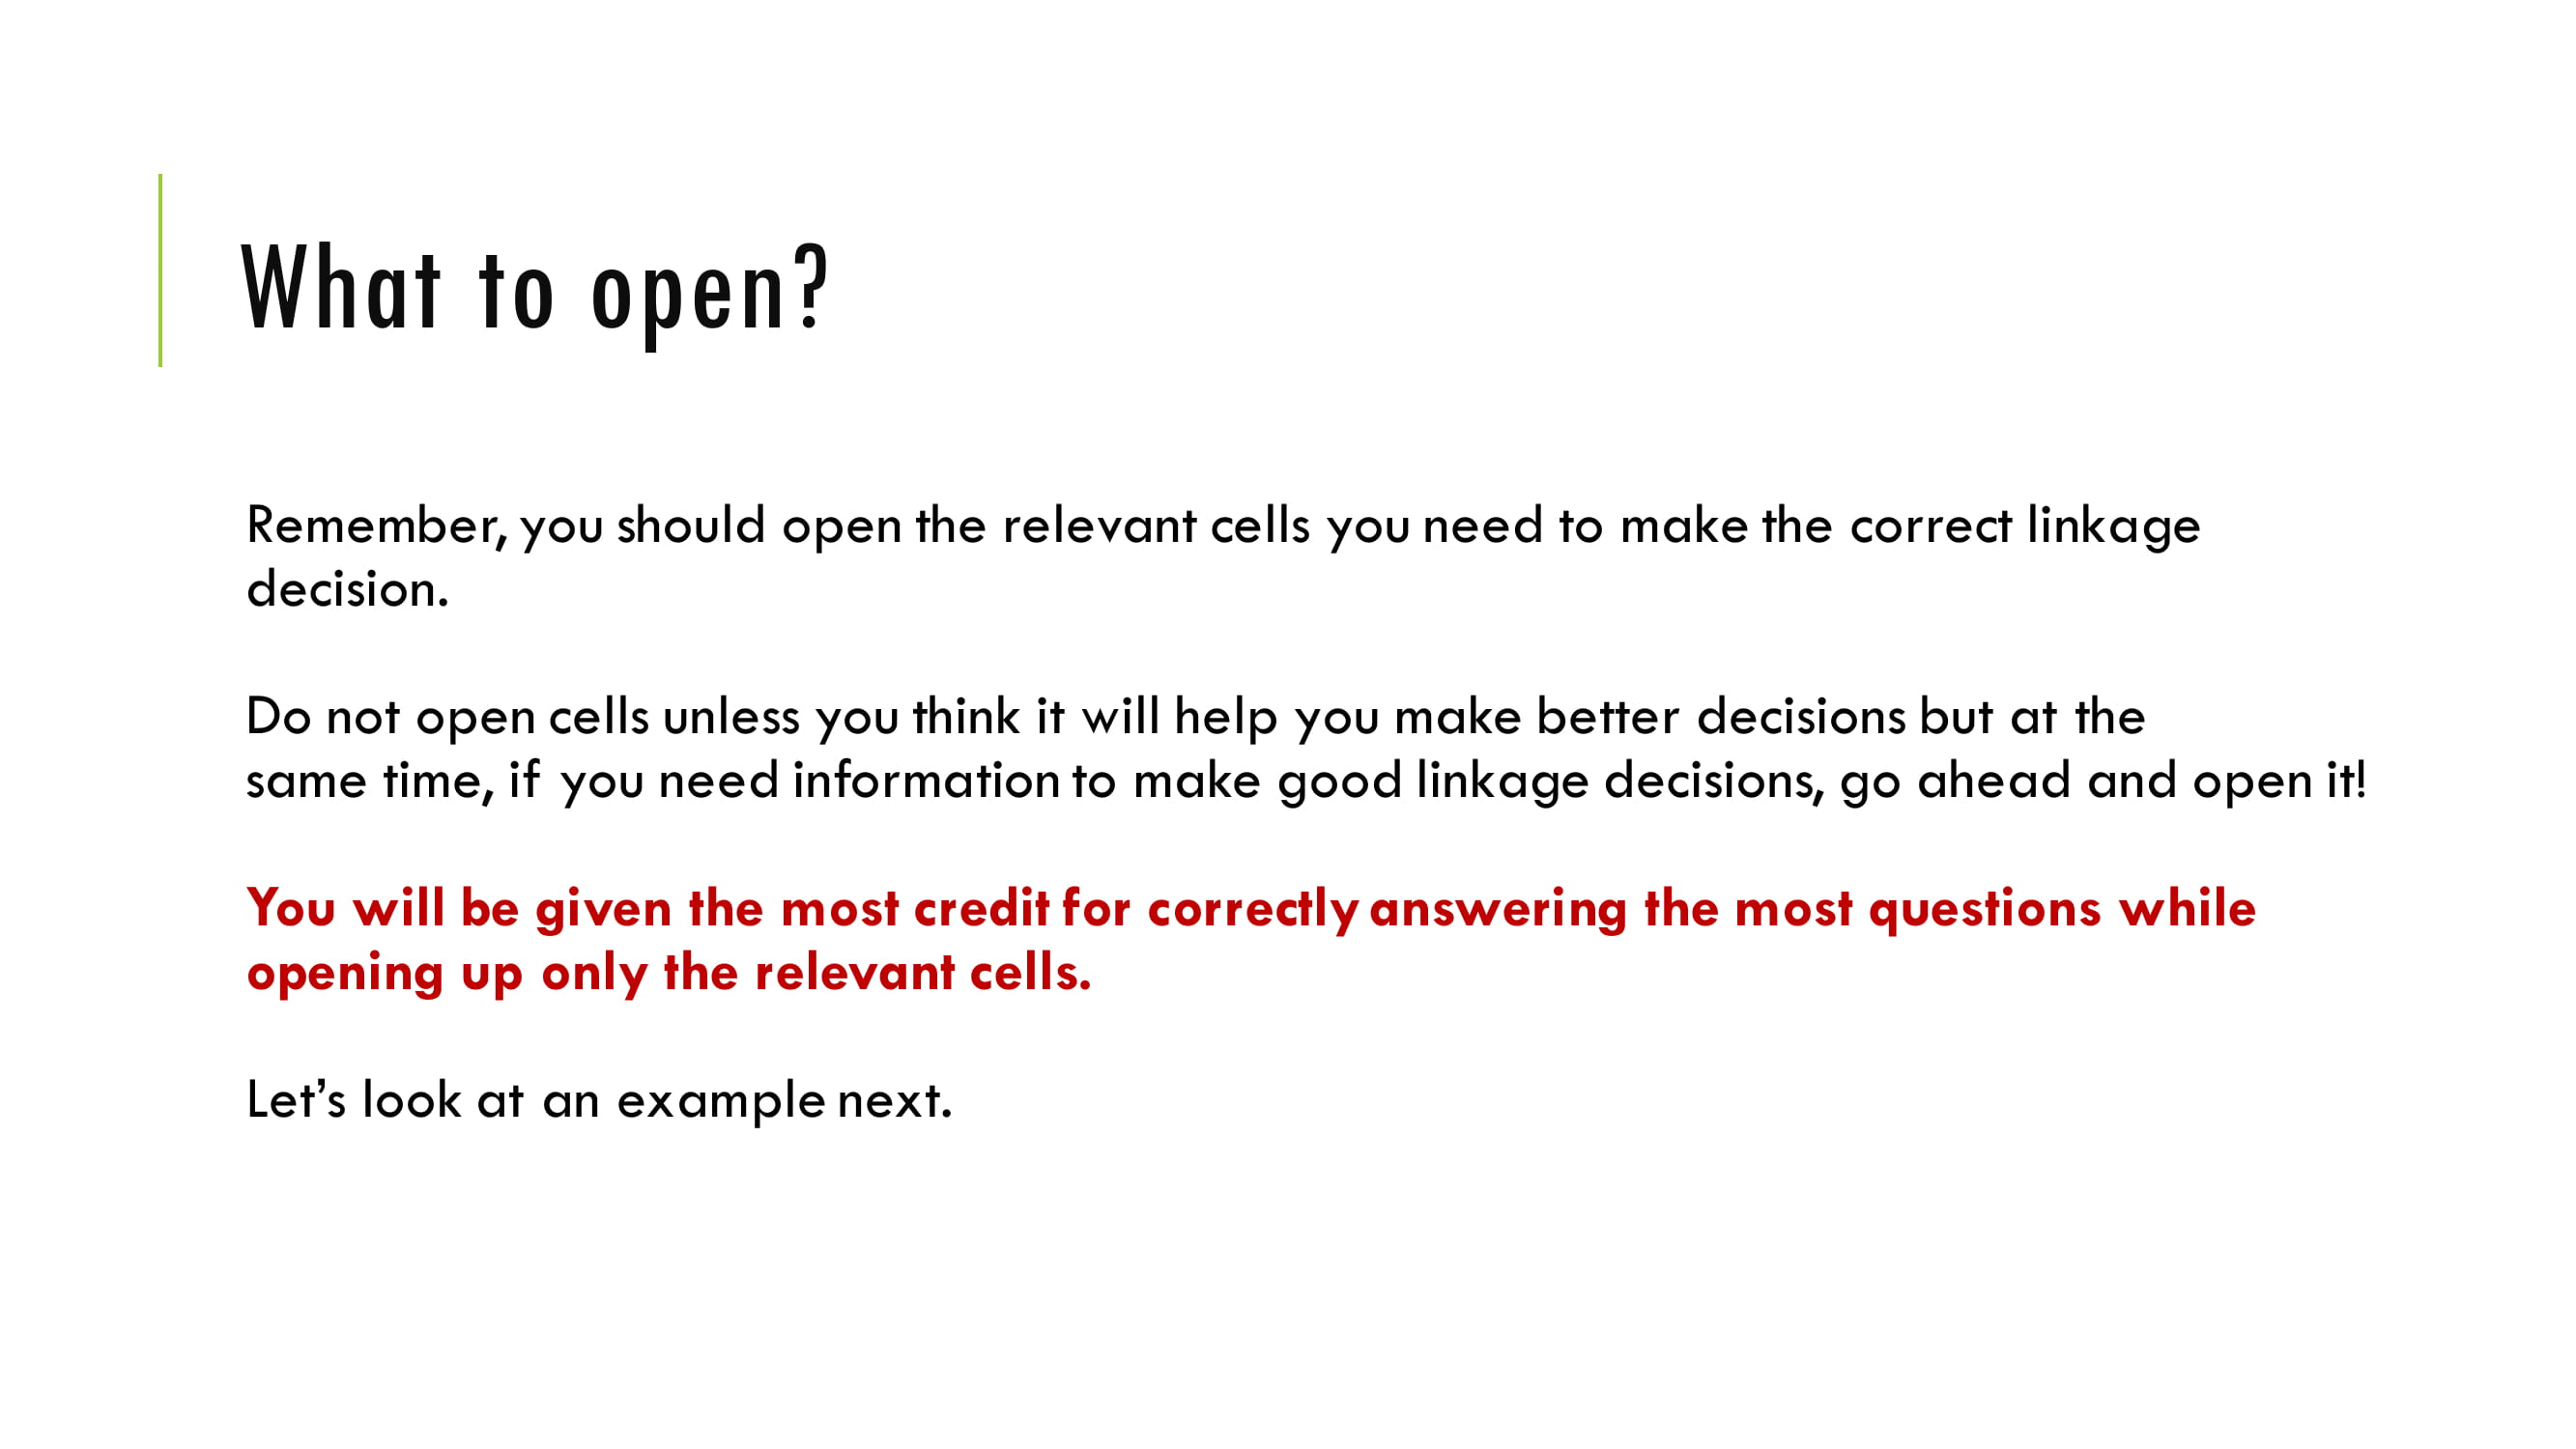 What to open?
Remember, you should open the relevant cells you need to make the correct linkage
decision.
Do not open cells unless you think it will help you make better decisions but at the
same time, if you need information to make good linkage decisions, go ahead and open it!
You will be given the most credit for correctly answering the most questions while
opening up only the relevant cells.
Let’s look at an example next.